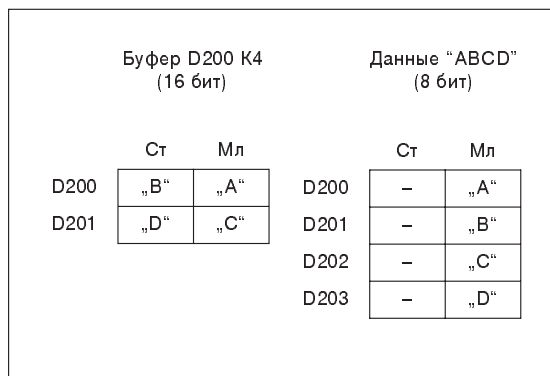 Буфер D200 K4
(16 бит)
Ст Мл
D200 „B“ „A“
D201 „D“ „C“
Данные “ABCD”
(8 бит)
Ст Мл
D200 – „A“
D201 – „B“
D202 – „C“
D203 – „D“